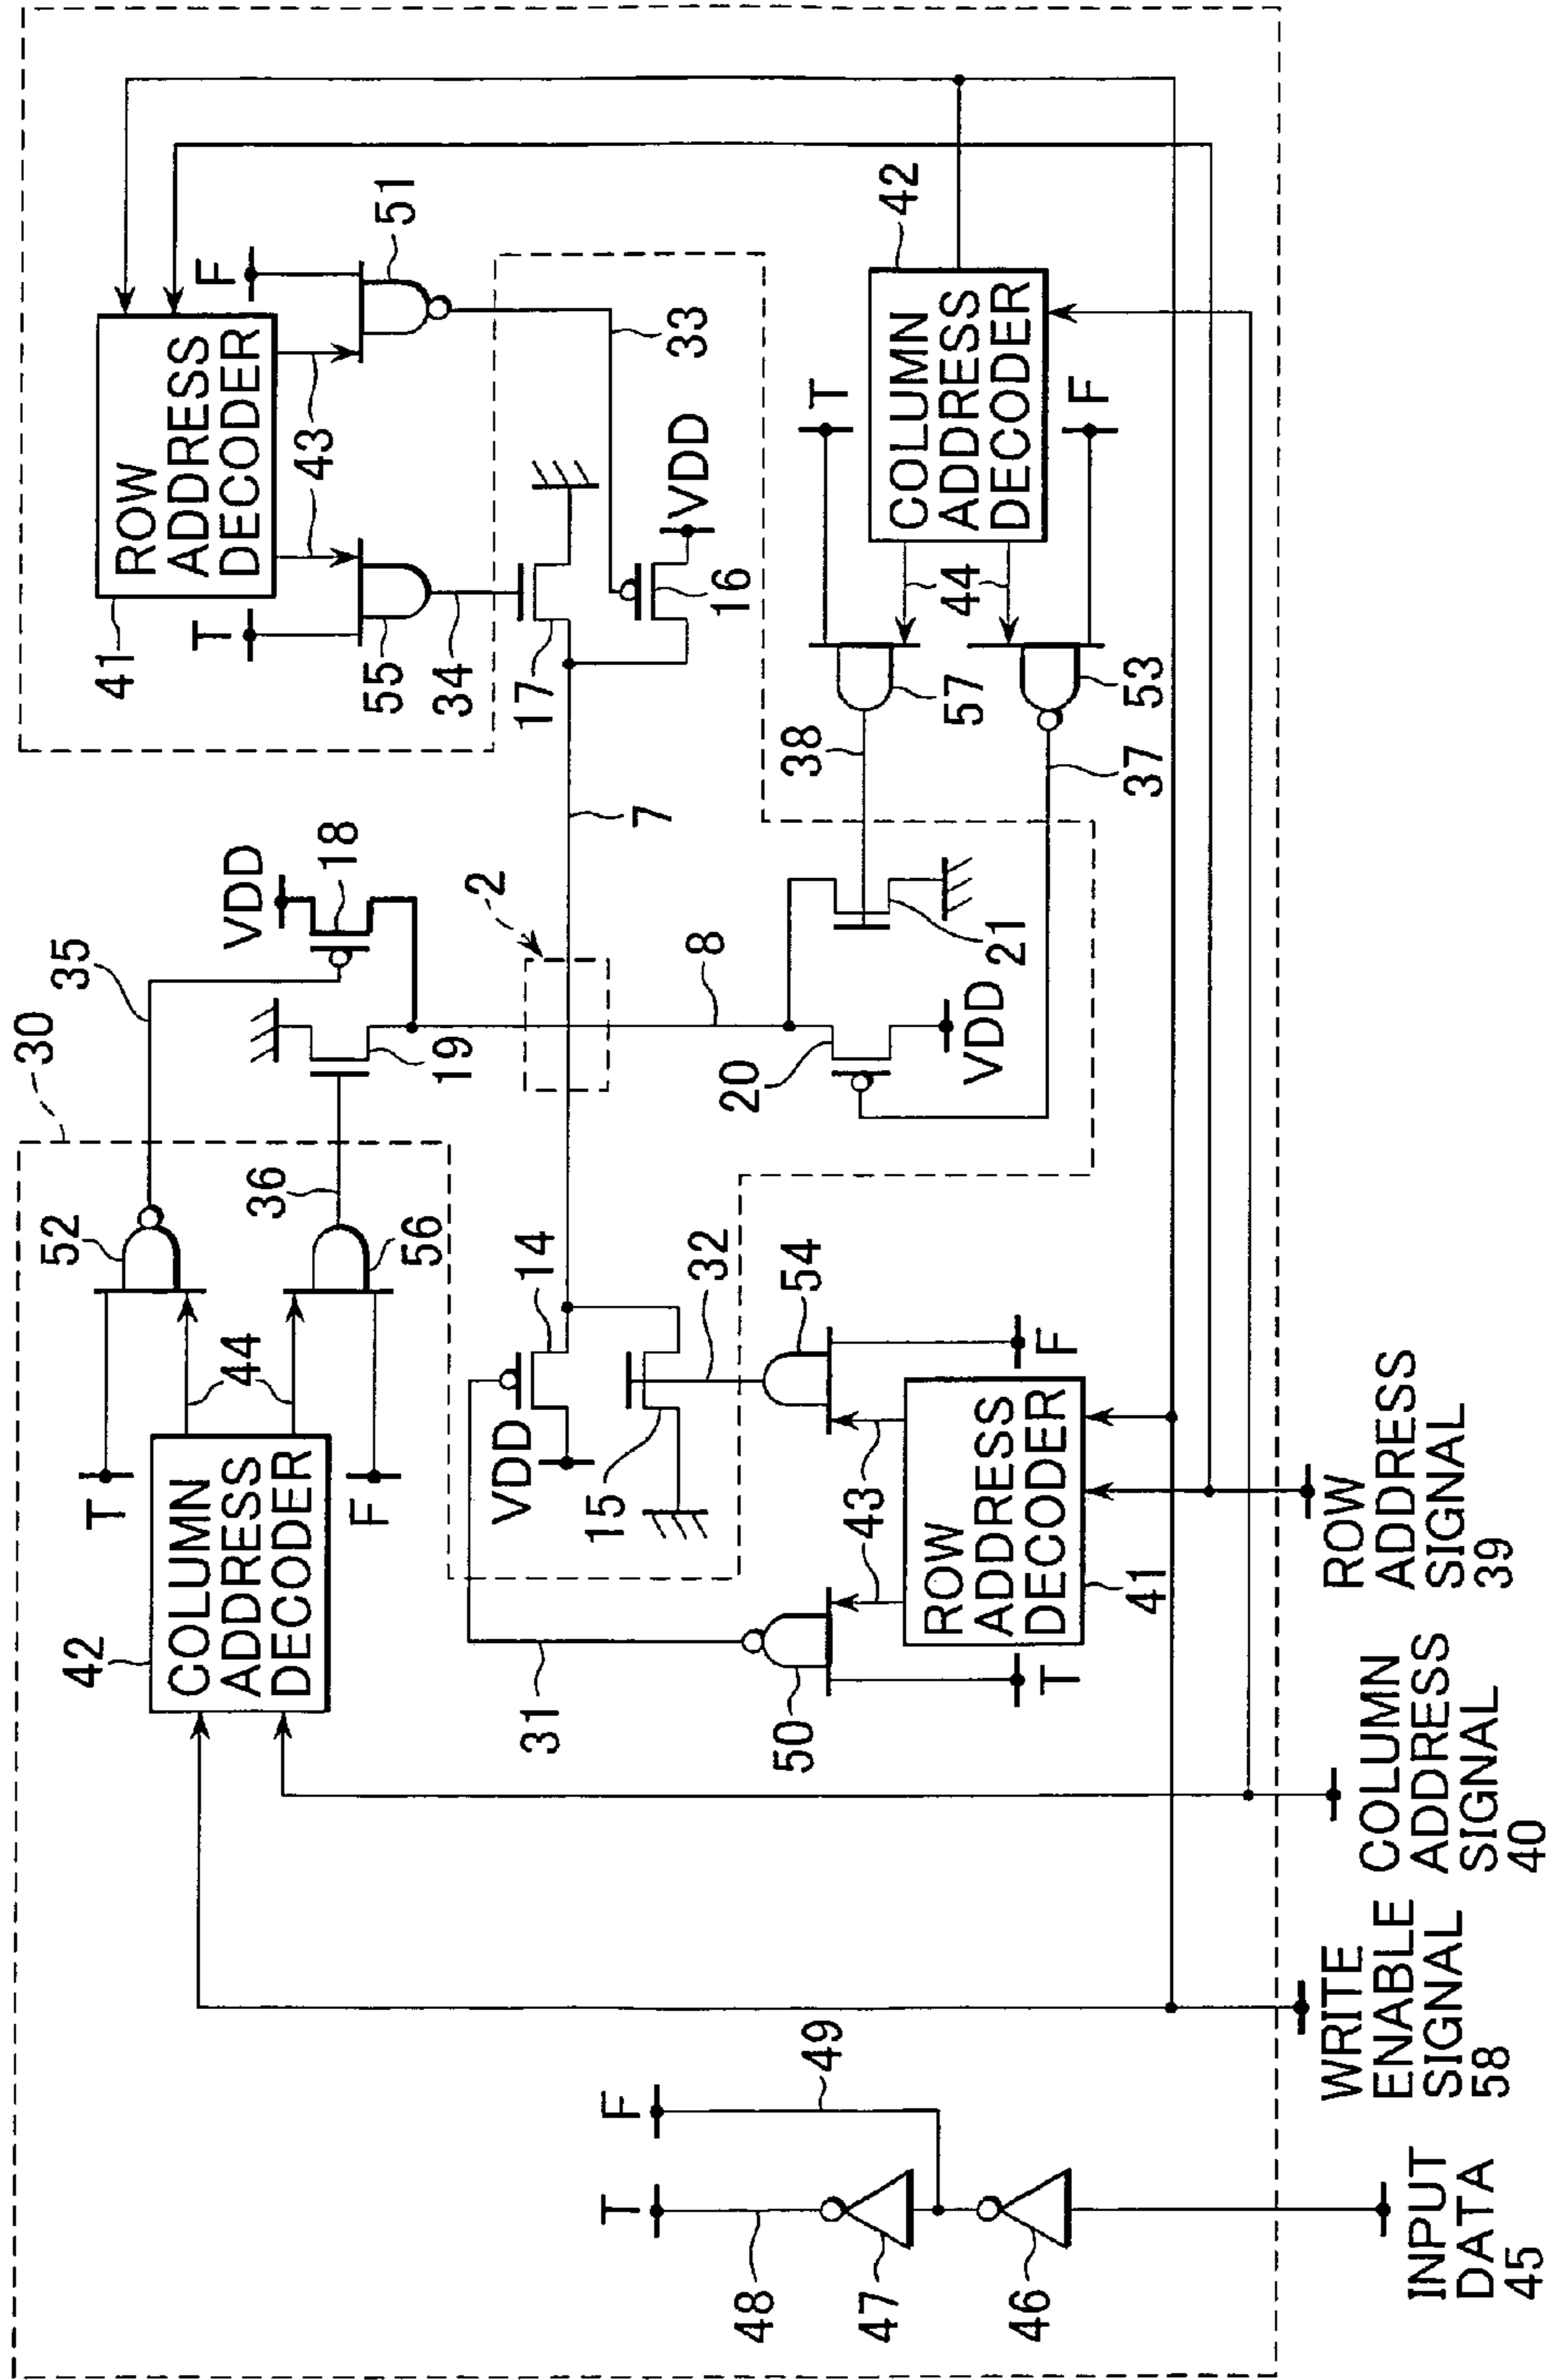 30
35
VDD
18
19
36
52
56
44
T
F
42
COLUMN
ADDRESS
DECODER
41
ROW
ADDRESS
DECODER
T
F
43
55
51
34
33
17
16
VDD
7
2
8
14
VDD
15
32
31
54
50
43
T
F
ROW
ADDRESS
DECODER
41
20
VDD
21
38
37
57
53
44
T
F
42
COLUMN
ADDRESS
DECODER
T
F
49
48
47
46
INPUT
DATA
45
WRITE
ENABLE
SIGNAL
58
COLUMN
ADDRESS
SIGNAL
40
ROW
ADDRESS
SIGNAL
39